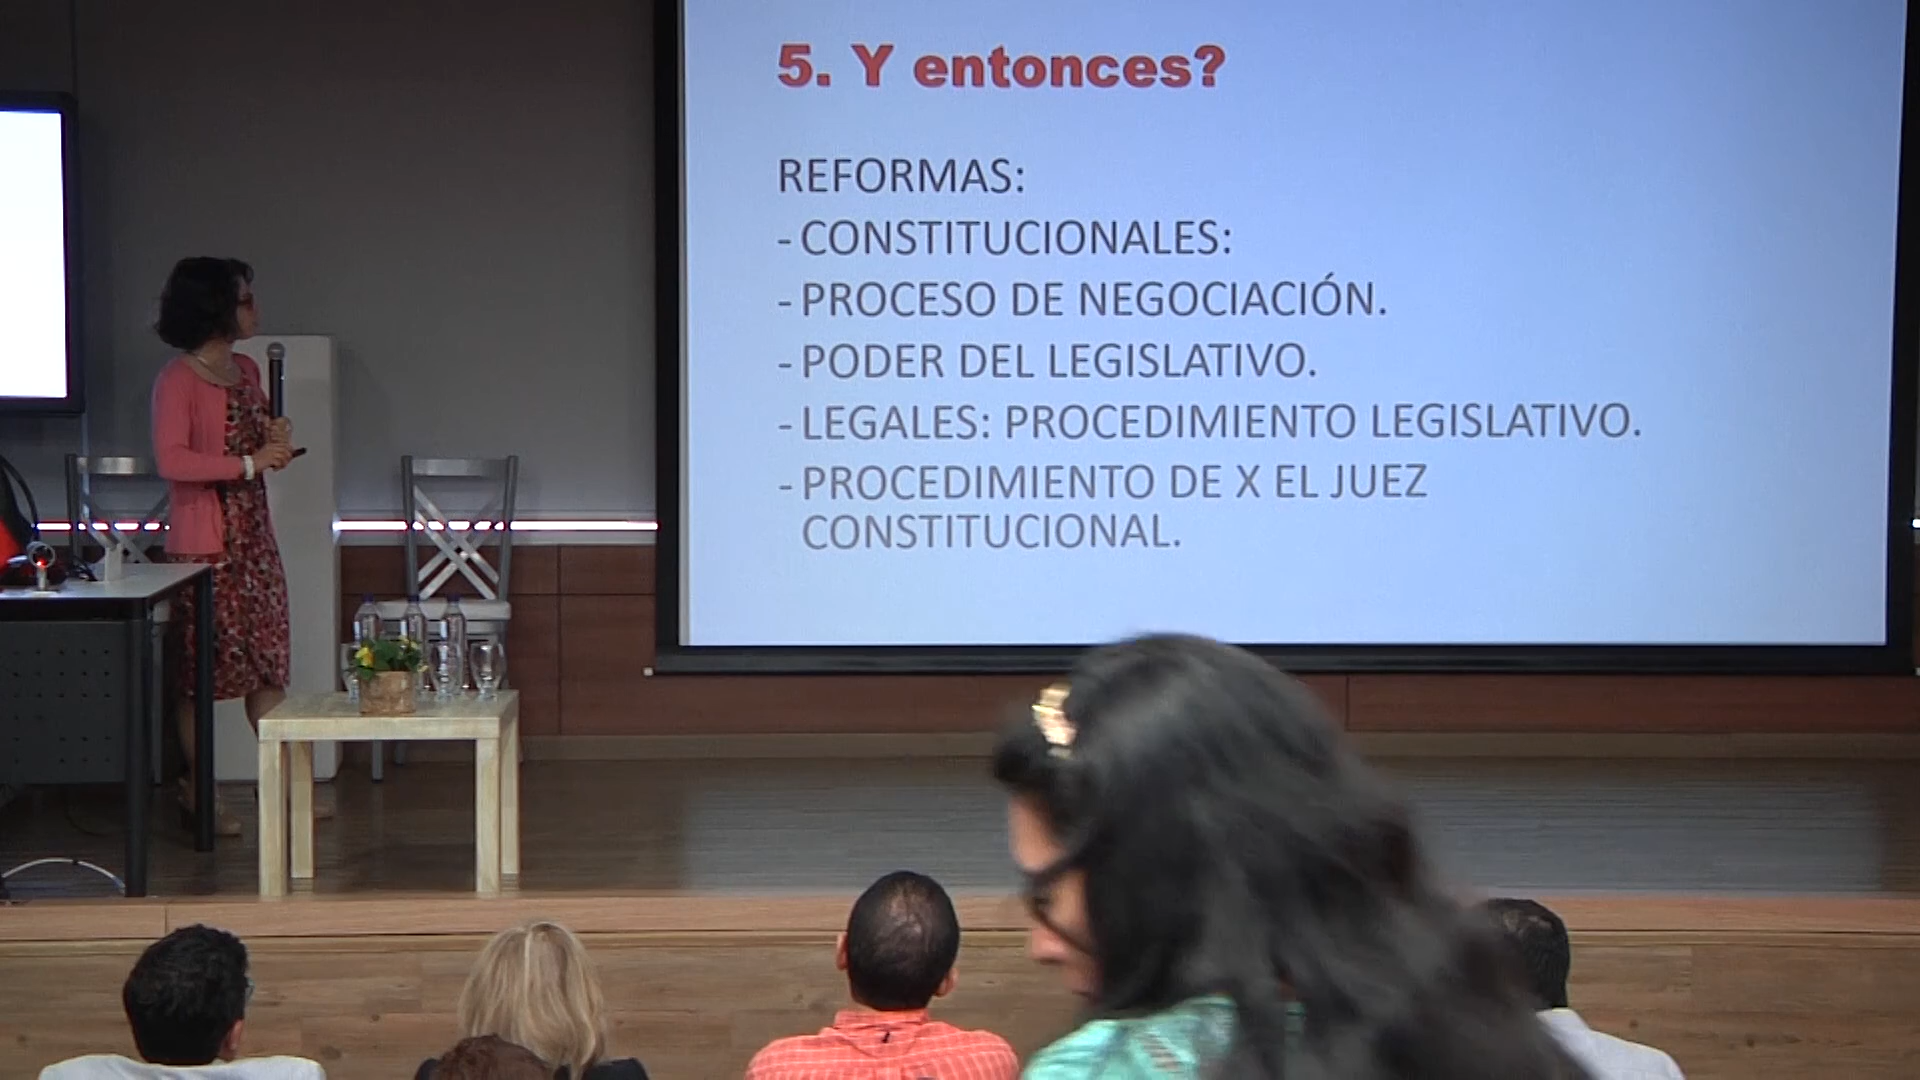 5. Y entonces?
REFORMAS:
- CONSTITUCIONALES:
- PROCESO DE NEGOCIACIÓN.
- PODER DEL LEGISLATIVO.
- LEGALES: PROCEDIMIENTO LEGISLATIVO.
- PROCEDIMIENTO DE X EL JUEZ
CONSTITUCIONAL.